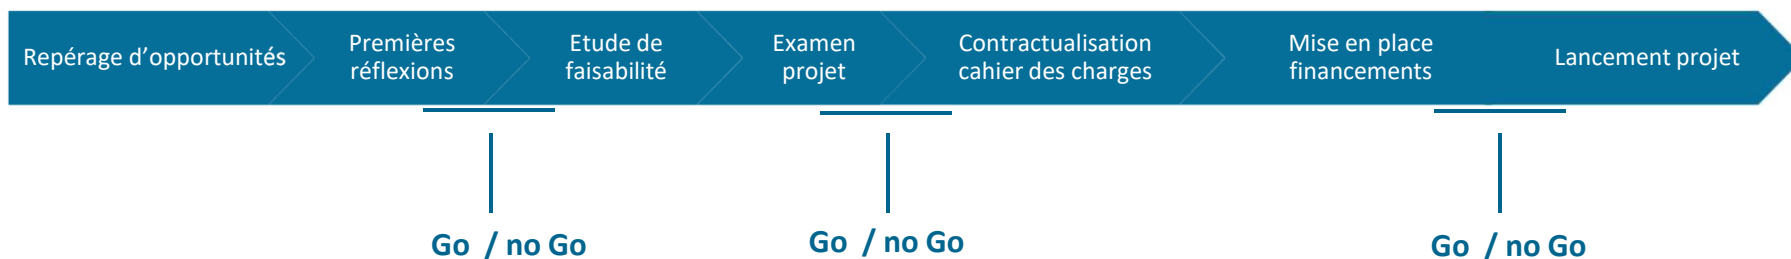 Repérage d’opportunités
Premières
réflexions
Etude de
faisabilité
Examen
projet
Contractualisation
cahier des charges
Mise en place
financements
Lancement projet
Go / no Go
Go / no Go
Go / no Go